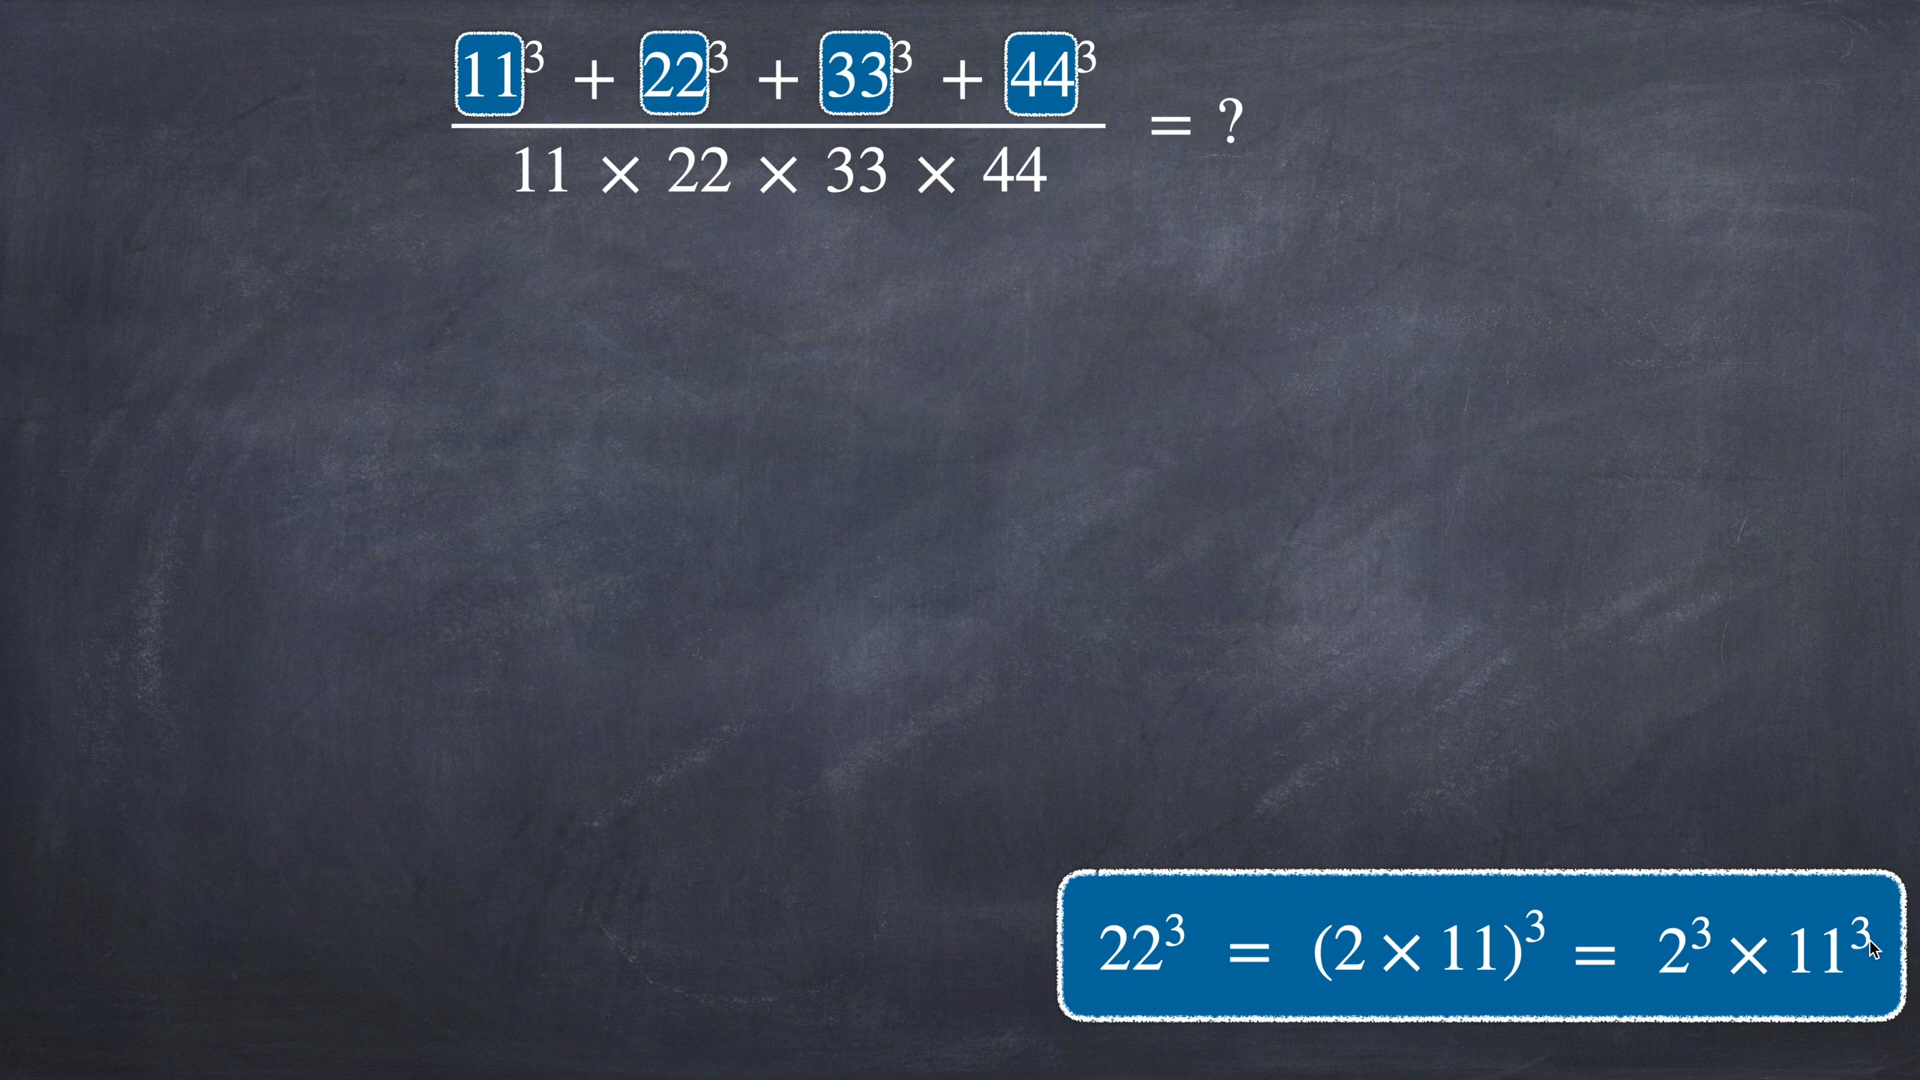 11³ + 22³ + 33³ + 44³
= ?
11 × 22 × 33 × 44
22³ = (2 × 11)³ = 2³ × 11³